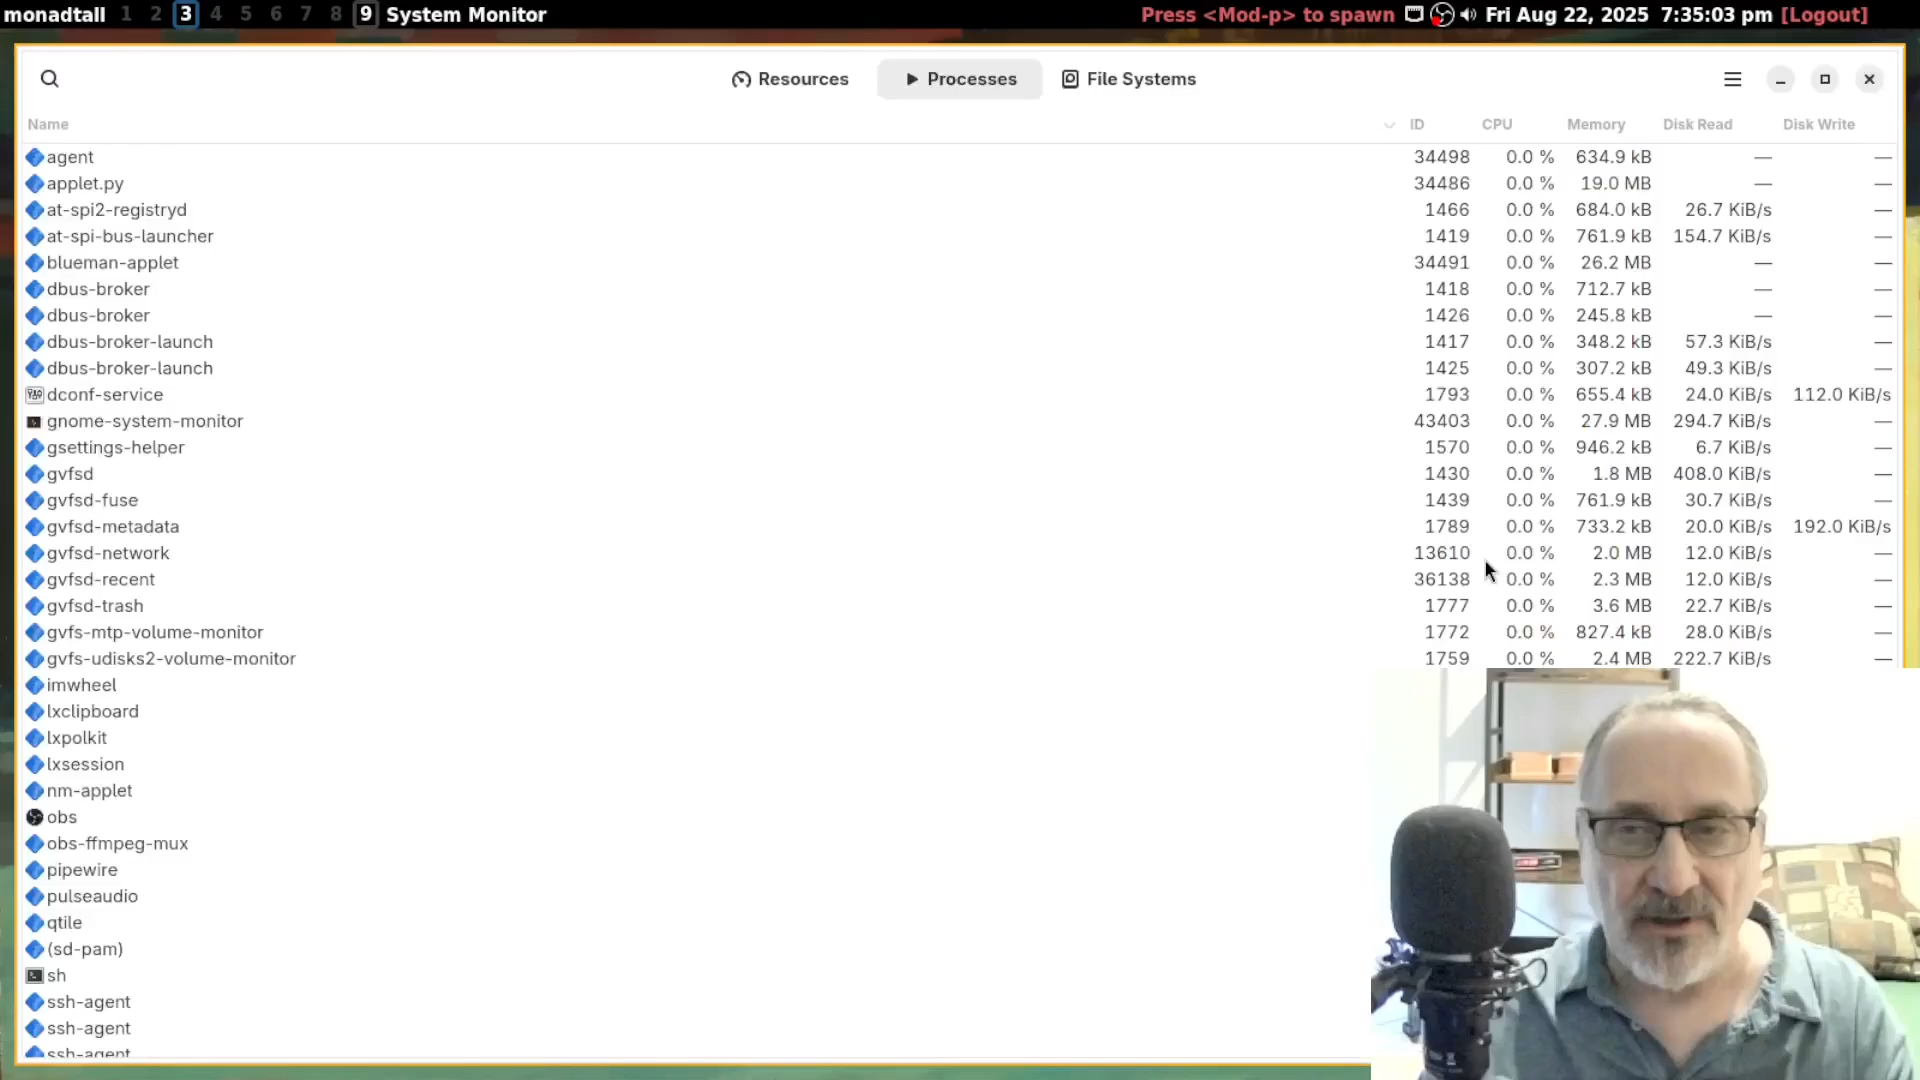 monadtall 1 2 3 4 5 6 7 8 9 System Monitor Press <Mod-p> to spawn Fri Aug 22, 2025 7:35:03 pm [Logout]
Resources Processes File Systems
Name ID CPU Memory Disk Read Disk Write
agent 34498 0.0 % 634.9 kB — —
applet.py 34486 0.0 % 19.0 MB — —
at-spi2-registryd 1466 0.0 % 684.0 kB 26.7 KiB/s —
at-spi-bus-launcher 1419 0.0 % 761.9 kB 154.7 KiB/s —
blueman-applet 34491 0.0 % 26.2 MB — —
dbus-broker 1418 0.0 % 712.7 kB — —
dbus-broker 1426 0.0 % 245.8 kB — —
dbus-broker-launch 1417 0.0 % 348.2 kB 57.3 KiB/s —
dbus-broker-launch 1425 0.0 % 307.2 kB 49.3 KiB/s —
dconf-service 1793 0.0 % 655.4 kB 24.0 KiB/s 112.0 KiB/s
gnome-system-monitor 43403 0.0 % 27.9 MB 294.7 KiB/s —
gsettings-helper 1570 0.0 % 946.2 kB 6.7 KiB/s —
gvfsd 1430 0.0 % 1.8 MB 408.0 KiB/s —
gvfsd-fuse 1439 0.0 % 761.9 kB 30.7 KiB/s —
gvfsd-metadata 1789 0.0 % 733.2 kB 20.0 KiB/s 192.0 KiB/s
gvfsd-network 13610 0.0 % 2.0 MB 12.0 KiB/s —
gvfsd-recent 36138 0.0 % 2.3 MB 12.0 KiB/s —
gvfsd-trash 1777 0.0 % 3.6 MB 22.7 KiB/s —
gvfs-mtp-volume-monitor 1772 0.0 % 827.4 kB 28.0 KiB/s —
gvfs-udisks2-volume-monitor 1759 0.0 % 2.4 MB 222.7 KiB/s —
imwheel
lxclipboard
lxpolkit
lxsession
nm-applet
obs
obs-ffmpeg-mux
pipewire
pulseaudio
qtile
(sd-pam)
sh
ssh-agent
ssh-agent
ssh-agent